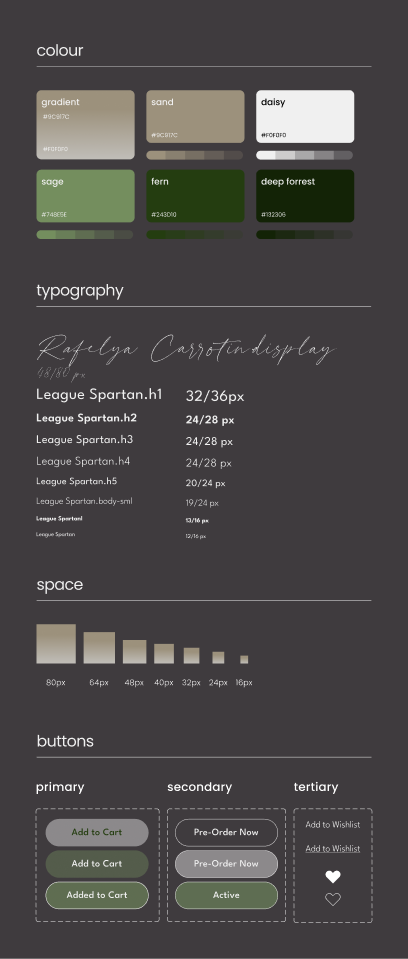 colour
gradient
#9C917C
#F0F0F0
sand
#9C917C
daisy
#F0F0F0
sage
#748E5E
fern
#243D10
deep forrest
#132306
typography
Rafelya Carrotin.display
48/80 px
League Spartan.h1 32/36px
League Spartan.h2 24/28 px
League Spartan.h3 24/28 px
League Spartan.h4 24/28 px
League Spartan.h5 20/24 px
League Spartan.body-sml 19/24 px
League Spartanl 13/16 px
League Spartan 12/16 px
space
80px 64px 48px 40px 32px 24px 16px
buttons
primary
Add to Cart
Add to Cart
Added to Cart
secondary
Pre-Order Now
Pre-Order Now
Active
tertiary
Add to Wishlist
Add to Wishlist